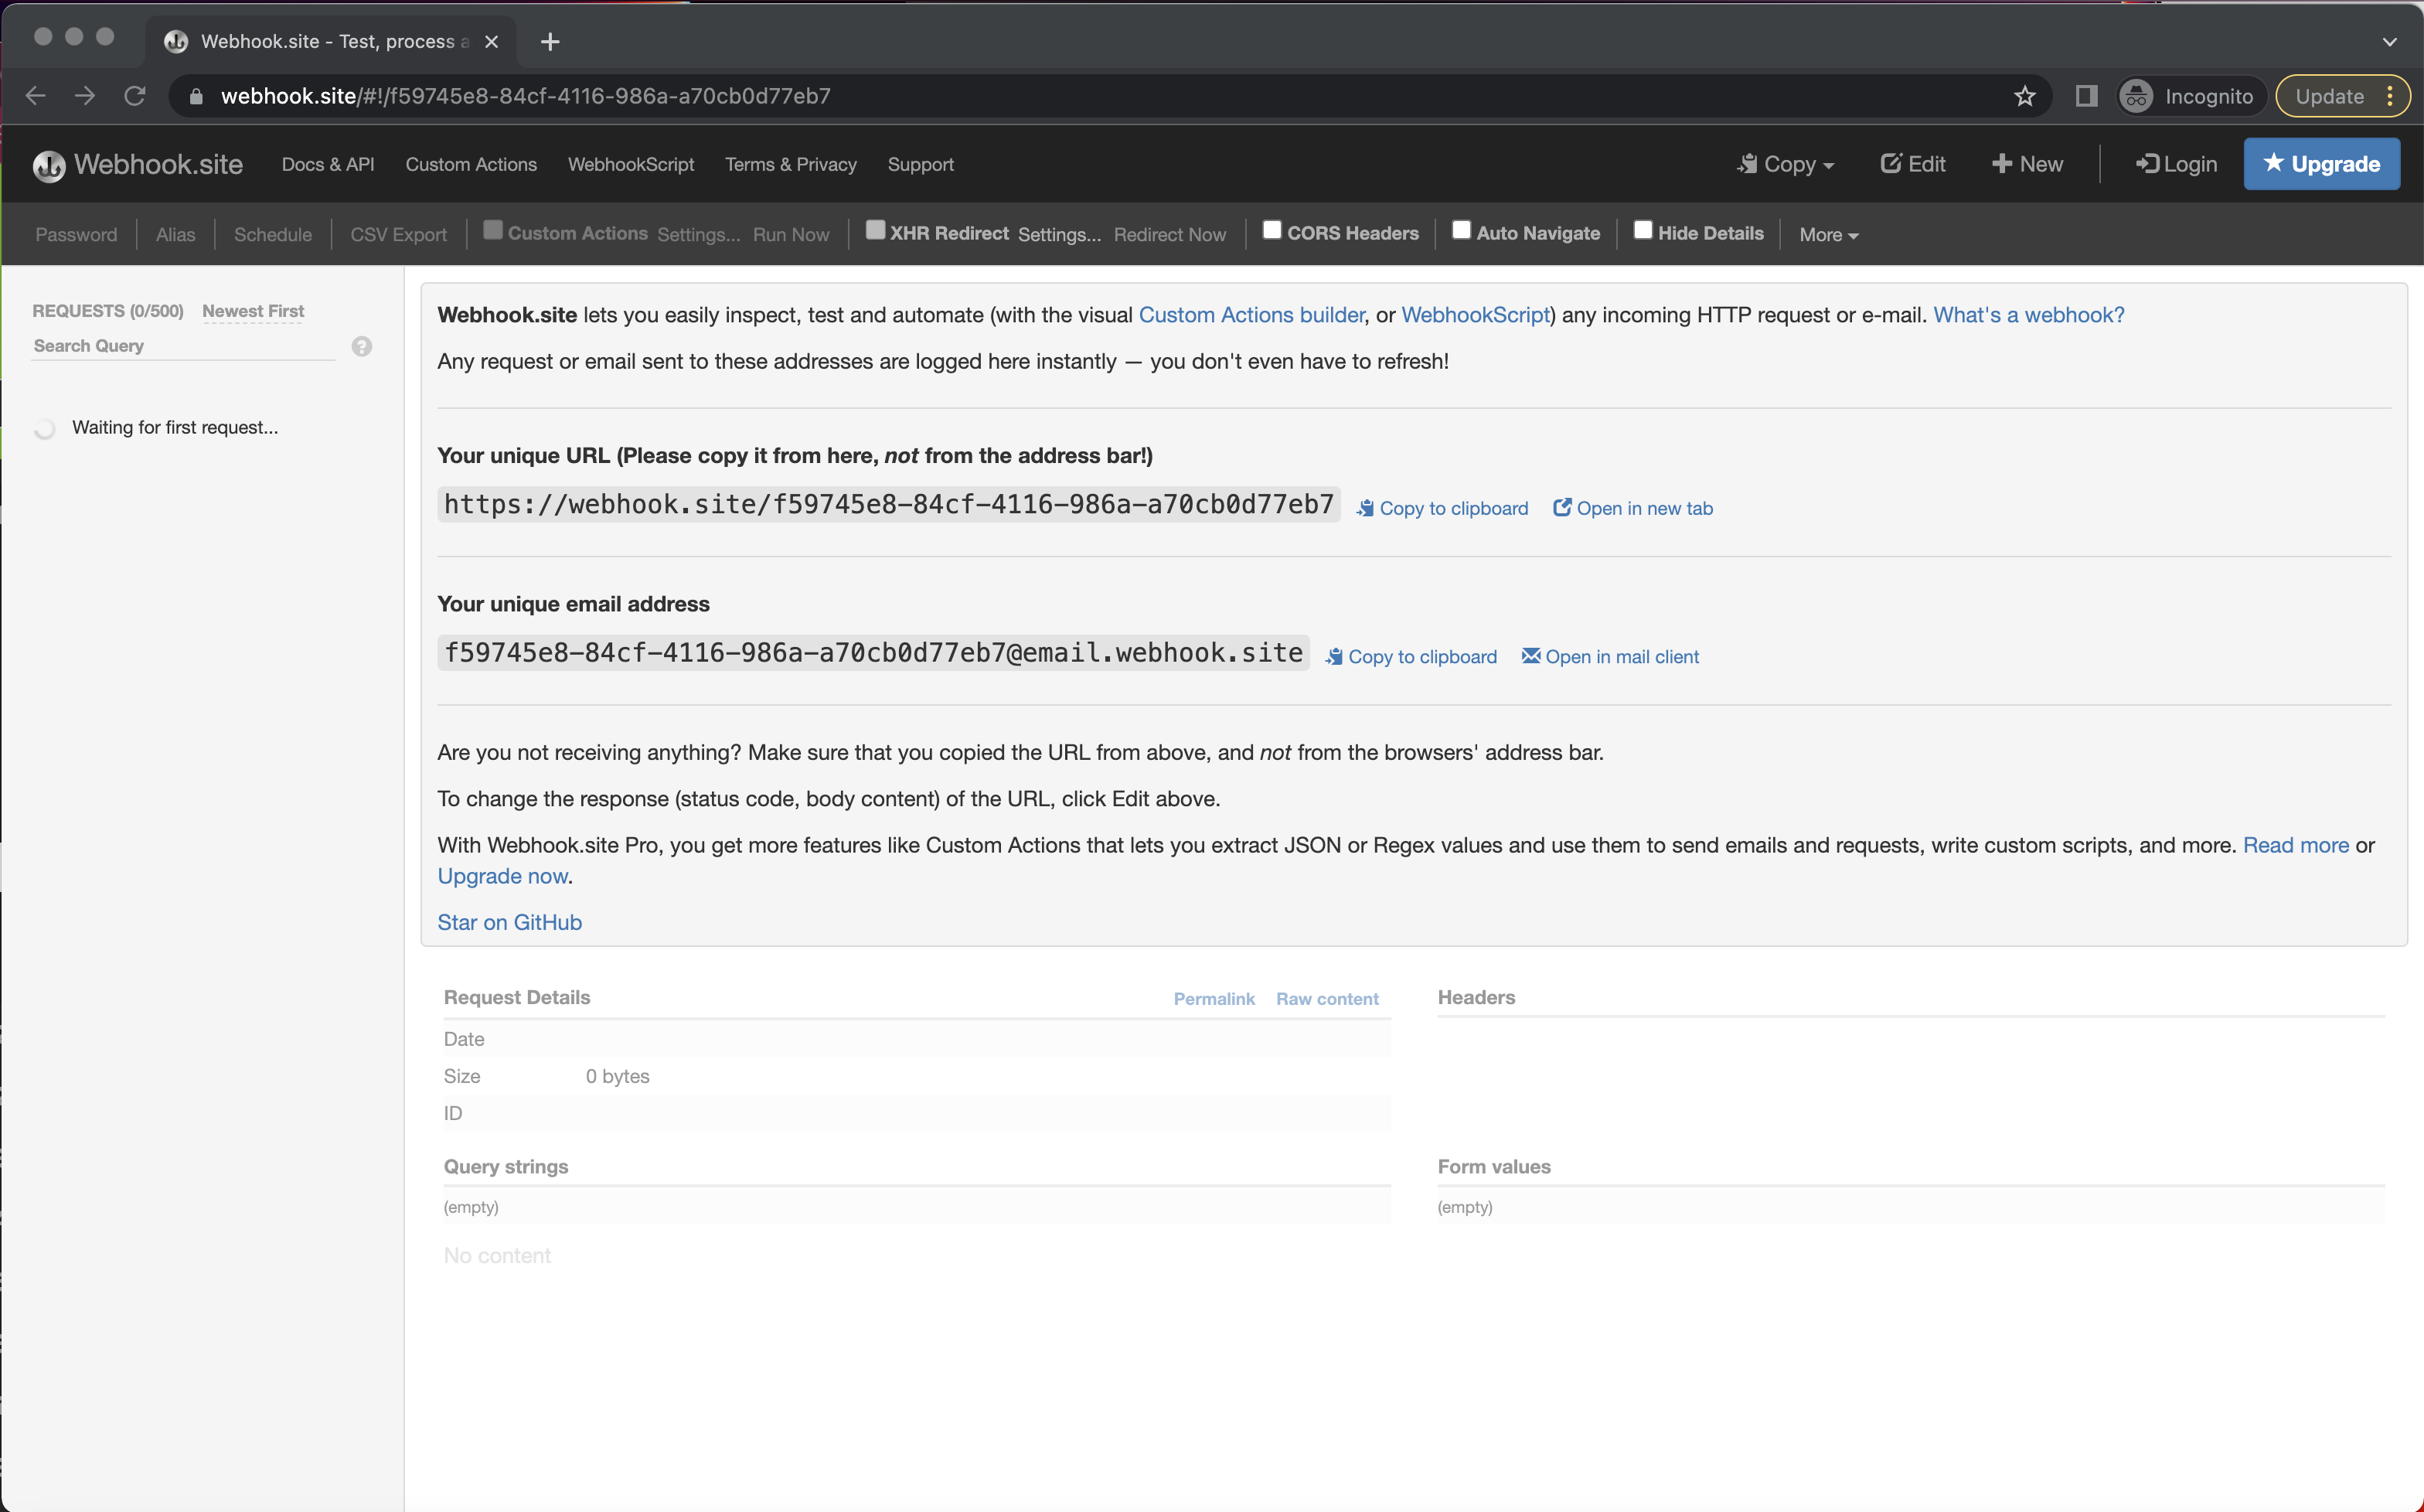 Webhook.site - Test, process a
webhook.site/#!/f59745e8-84cf-4116-986a-a70cb0d77eb7
Incognito
Update
Webhook.site
Docs & API
Custom Actions
WebhookScript
Terms & Privacy
Support
Copy
Edit
New
Login
Upgrade
Password
Alias
Schedule
CSV Export
Custom Actions Settings... Run Now
XHR Redirect Settings... Redirect Now
CORS Headers
Auto Navigate
Hide Details
More
REQUESTS (0/500) Newest First
Search Query
?
Waiting for first request...
Webhook.site lets you easily inspect, test and automate (with the visual Custom Actions builder, or WebhookScript) any incoming HTTP request or e-mail. What's a webhook?
Any request or email sent to these addresses are logged here instantly — you don't even have to refresh!
Your unique URL (Please copy it from here, not from the address bar!)
https://webhook.site/f59745e8-84cf-4116-986a-a70cb0d77eb7 Copy to clipboard Open in new tab
Your unique email address
f59745e8-84cf-4116-986a-a70cb0d77eb7@email.webhook.site Copy to clipboard Open in mail client
Are you not receiving anything? Make sure that you copied the URL from above, and not from the browsers' address bar.
To change the response (status code, body content) of the URL, click Edit above.
With Webhook.site Pro, you get more features like Custom Actions that lets you extract JSON or Regex values and use them to send emails and requests, write custom scripts, and more. Read more or
Upgrade now.
Star on GitHub
Request Details Permalink Raw content
Date
Size 0 bytes
ID
Headers
Query strings
(empty)
Form values
(empty)
No content